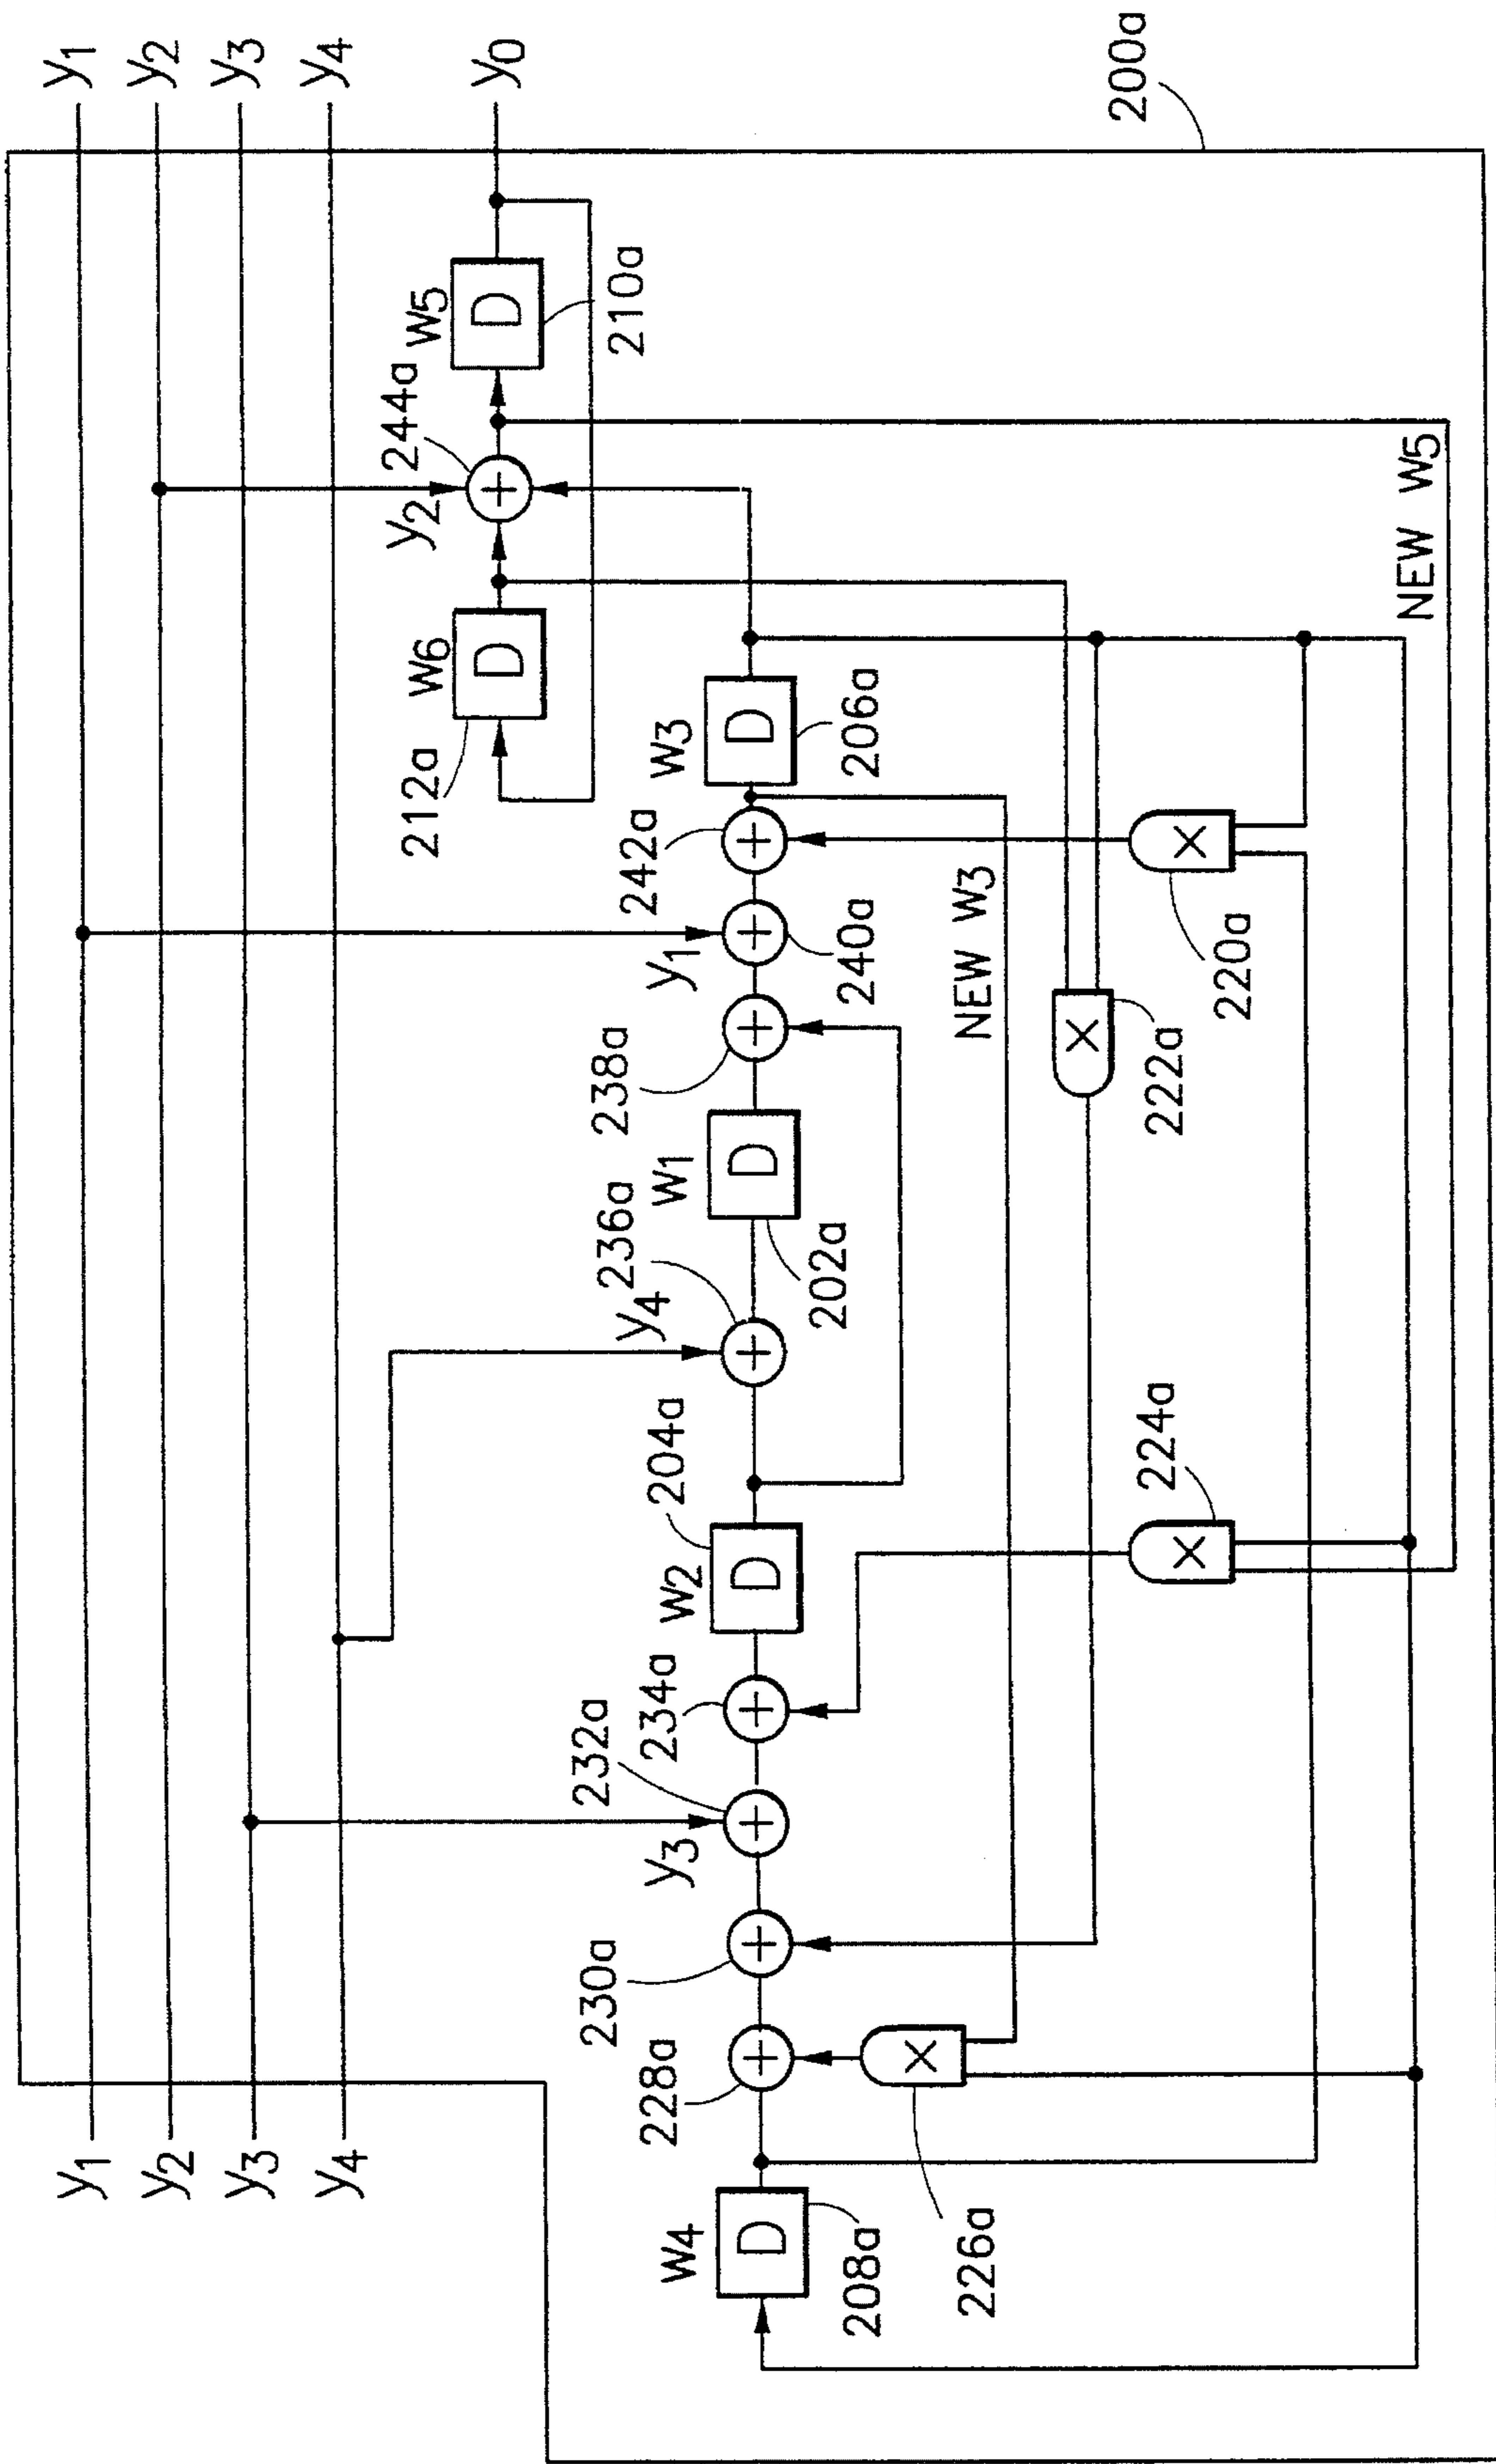 y1
y2
y3
y4
y1
y2
y3
y4
y0
W6
212a
y2
244a
W5
210a
W4
208a
228a
230a
232a
y3
234a
W2
204a
y4
236a
W1
202a
238a
y1
240a
242a
W3
206a
226a
NEW W3
D
D
D
D
D
D
+
+
+
+
+
+
+
+
+
X
X
X
X
224a
222a
220a
NEW W5
200a